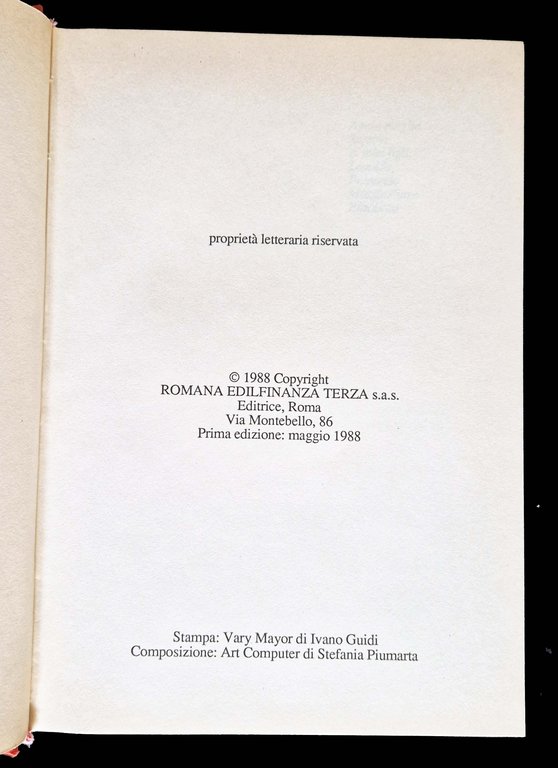 proprietà letteraria riservata
© 1988 Copyright
ROMANA EDILFINANZA TERZA s.a.s.
Editrice, Roma
Via Montebello, 86
Prima edizione: maggio 1988
Stampa: Vary Mayor di Ivano Guidi
Composizione: Art Computer di Stefania Piumarta